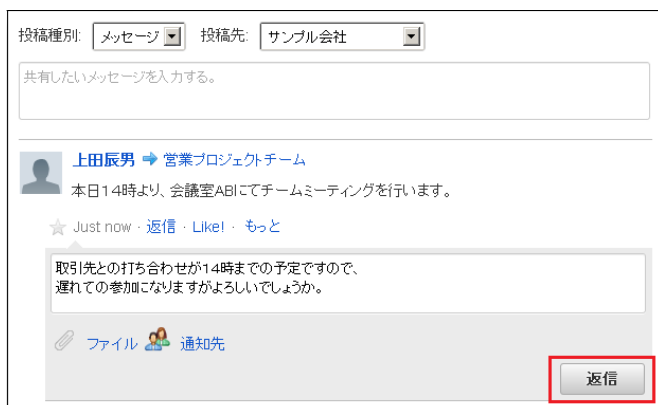 投稿種別: メッセージ 投稿先: サンプル会社
共有したいメッセージを入力する。
上田辰男 ➡ 営業プロジェクトチーム
本日14時より、会議室ABにてチームミーティングを行います。
Just now · 返信 · Like! · もっと
取引先との打ち合わせが14時までの予定ですので、
遅れての参加になりますがよろしいでしょうか。
ファイル 通知先
返信